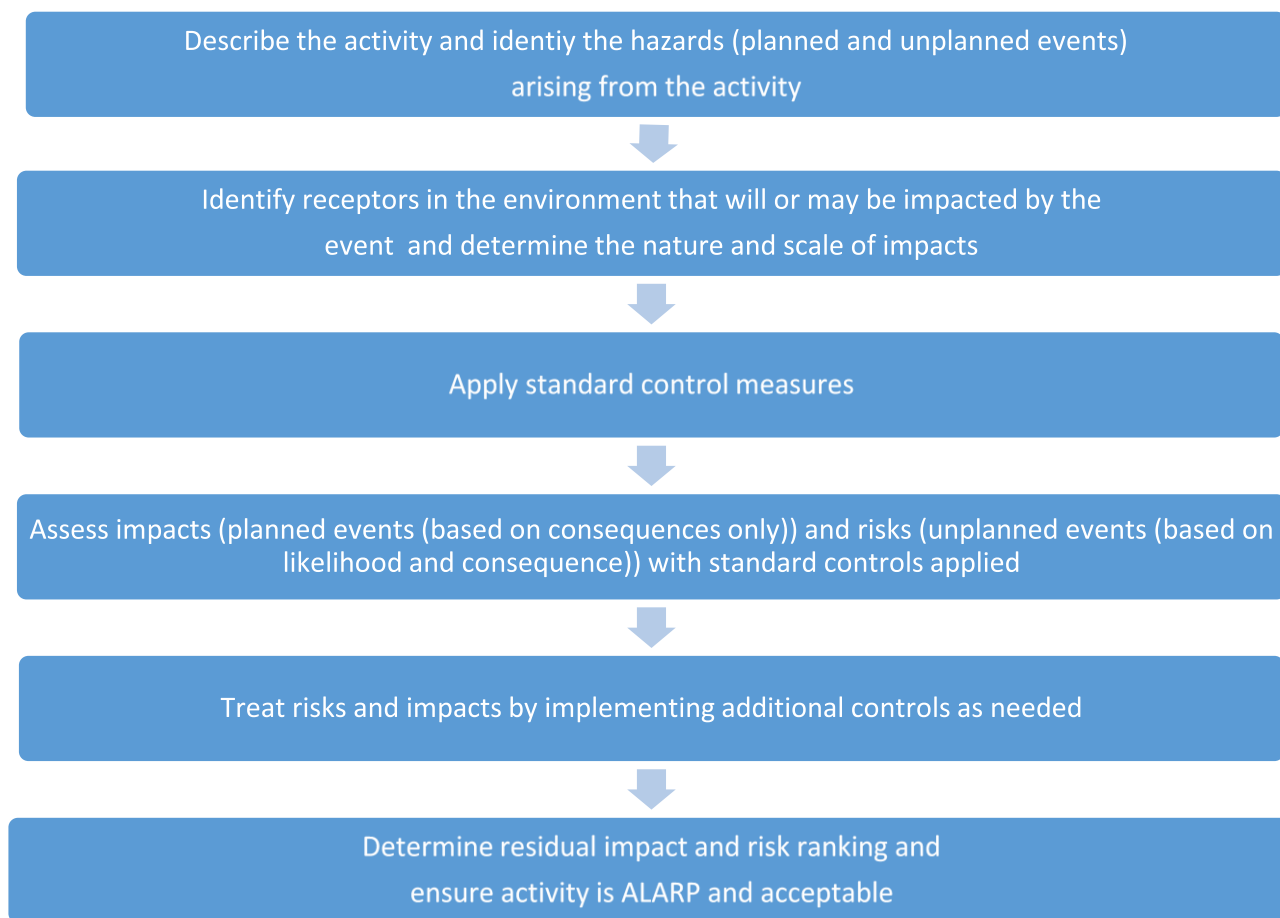 Describe the activity and identiy the hazards (planned and unplanned events)
arising from the activity
Identify receptors in the environment that will or may be impacted by the
event  and determine the nature and scale of impacts
Apply standard control measures
Assess impacts (planned events (based on consequences only)) and risks (unplanned events (based on
likelihood and consequence)) with standard controls applied
Treat risks and impacts by implementing additional controls as needed
Determine residual impact and risk ranking and
ensure activity is ALARP and acceptable